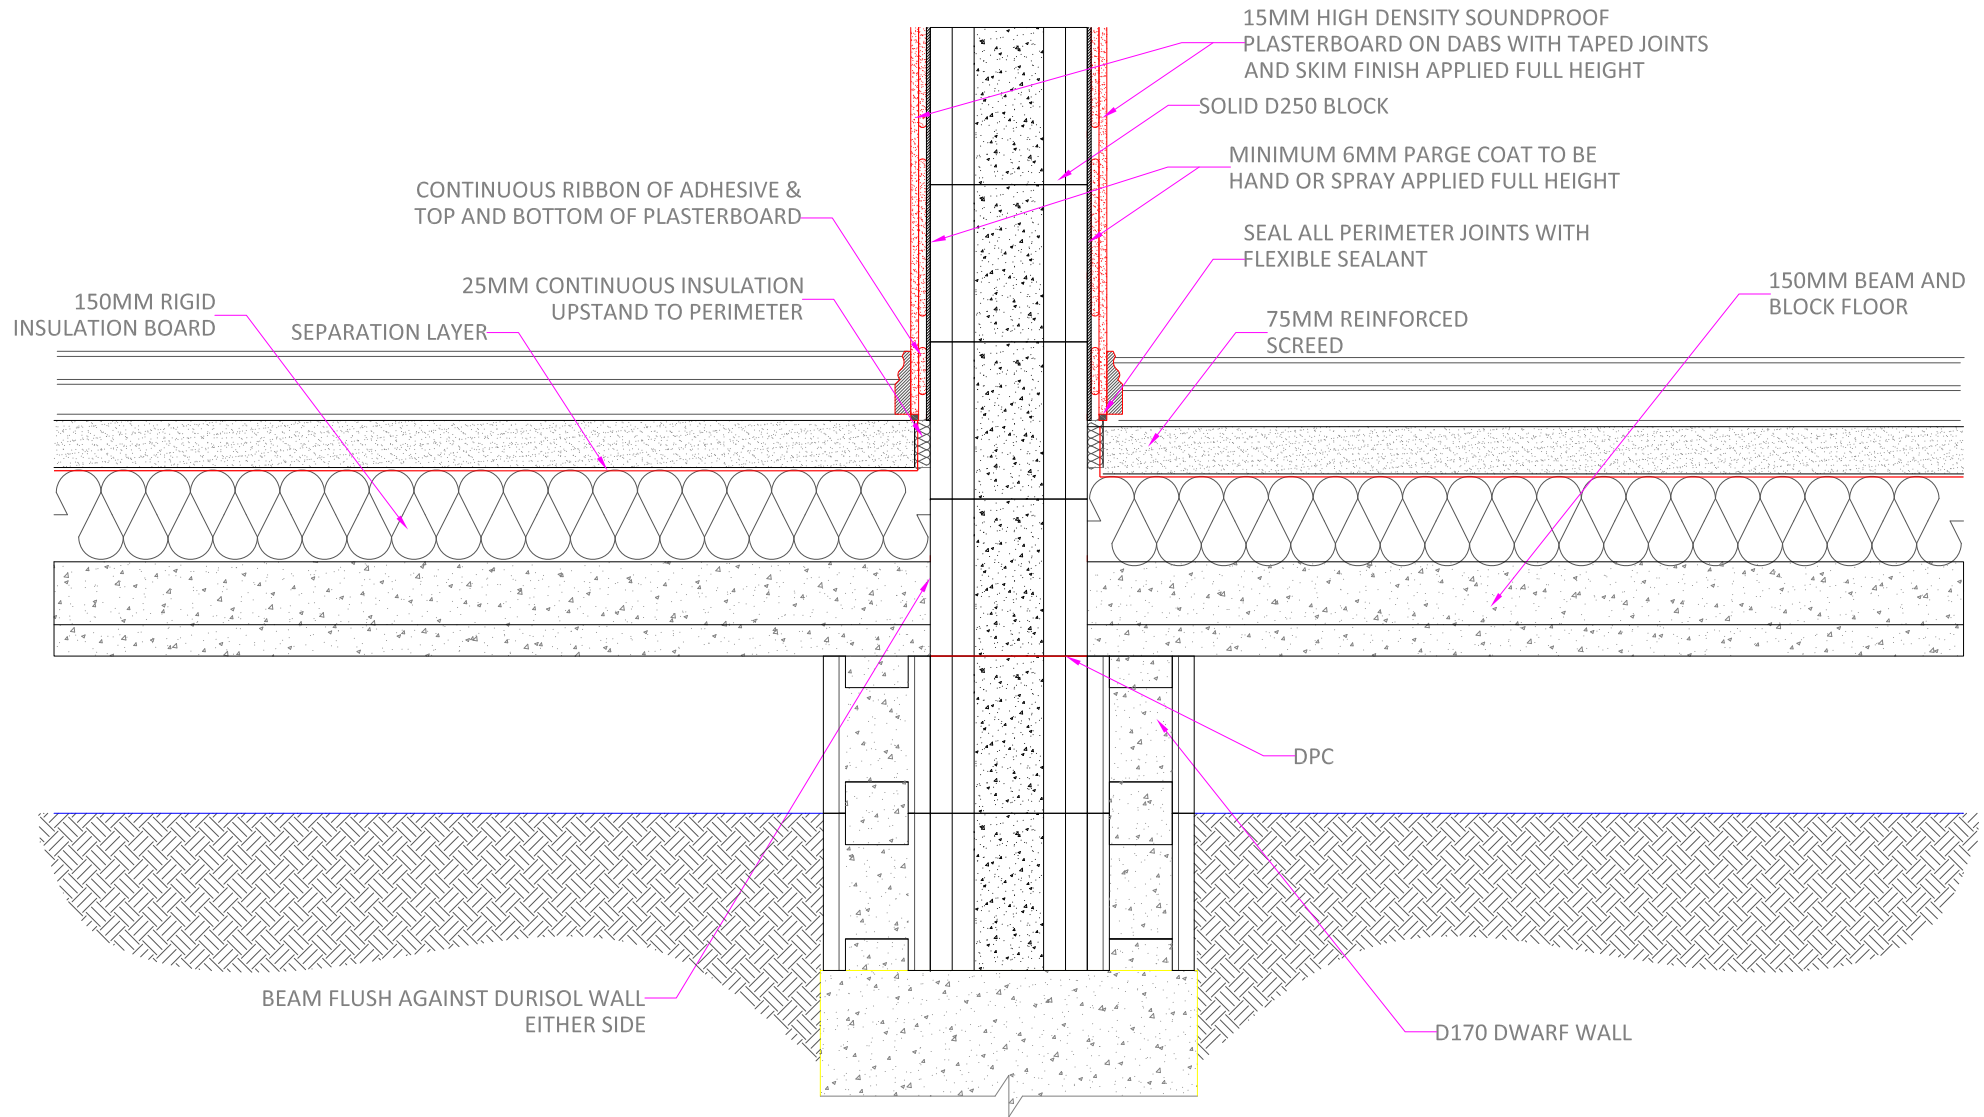 15MM HIGH DENSITY SOUNDPROOF
PLASTERBOARD ON DABS WITH TAPED JOINTS
AND SKIM FINISH APPLIED FULL HEIGHT
SOLID D250 BLOCK
MINIMUM 6MM PARGE COAT TO BE
HAND OR SPRAY APPLIED FULL HEIGHT
CONTINUOUS RIBBON OF ADHESIVE &
TOP AND BOTTOM OF PLASTERBOARD
SEAL ALL PERIMETER JOINTS WITH
FLEXIBLE SEALANT
25MM CONTINUOUS INSULATION
UPSTAND TO PERIMETER
150MM BEAM AND
BLOCK FLOOR
150MM RIGID
INSULATION BOARD
SEPARATION LAYER
75MM REINFORCED
SCREED
DPC
BEAM FLUSH AGAINST DURISOL WALL
EITHER SIDE
D170 DWARF WALL